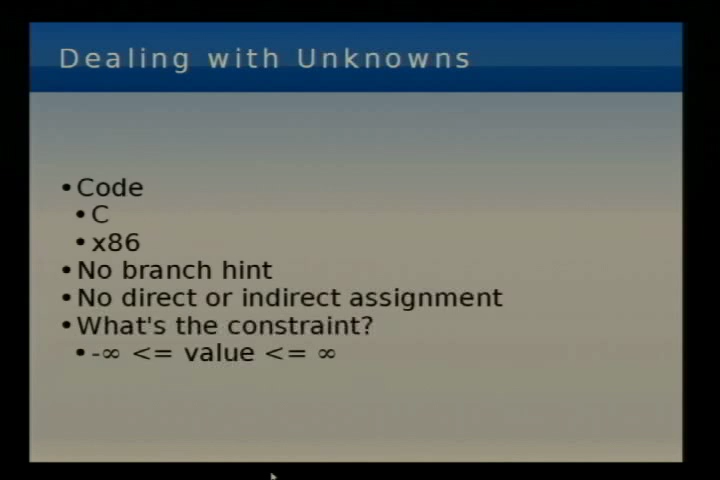 Dealing with Unknowns
• Code
• C
• x86
• No branch hint
• No direct or indirect assignment
• What's the constraint?
• -∞ <= value <= ∞